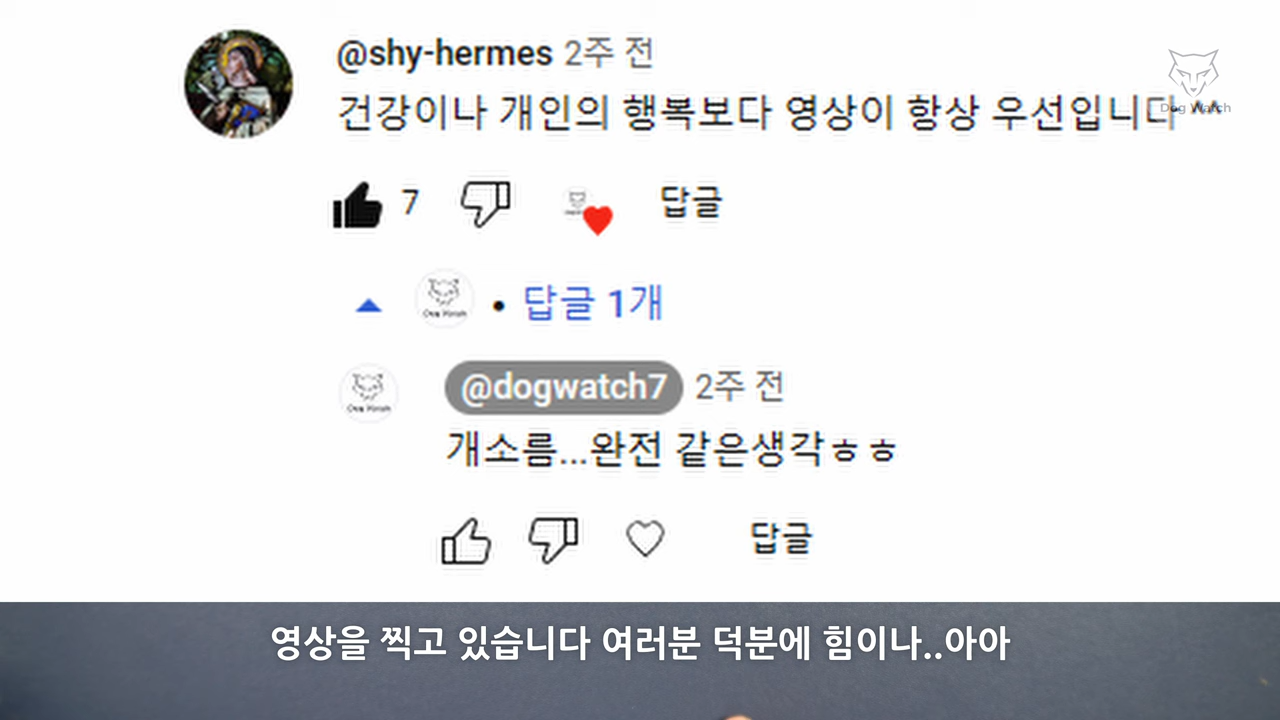 @shy-hermes 2주 전
Dog Watch
건강이나 개인의 행복보다 영상이 항상 우선입니다
7 답글
• 답글 1개
@dogwatch7 2주 전
개소름...완전 같은생각ㅎㅎ
답글
영상을 찍고 있습니다 여러분 덕분에 힘이나..아아